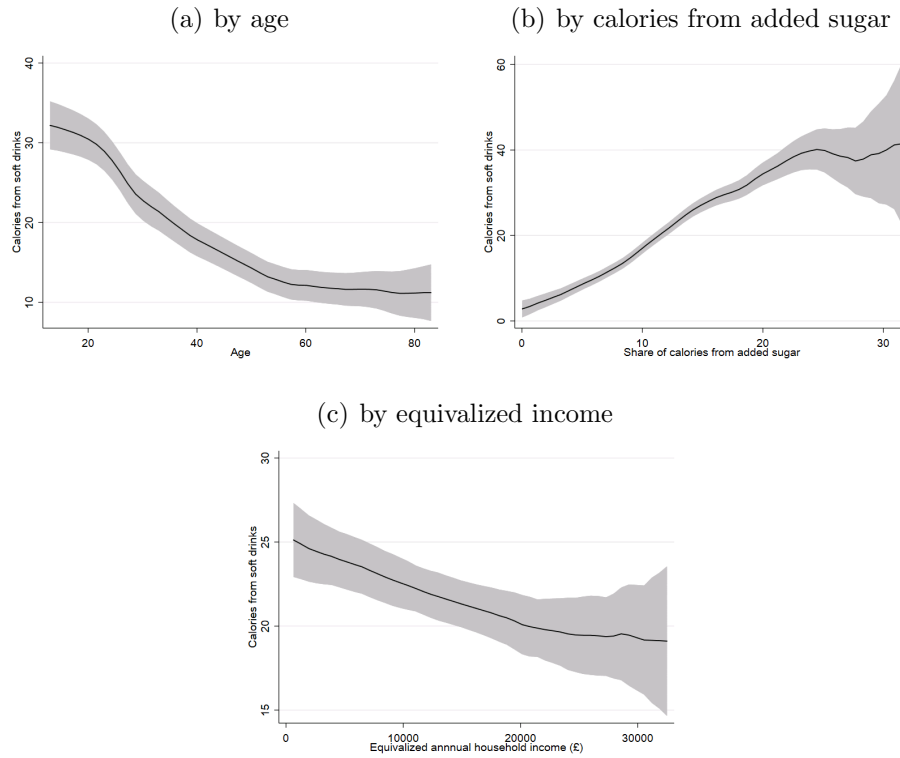 (a) by age
40
30
20
10
Calories from soft drinks
20 40 60 80
Age
(b) by calories from added sugar
60
40
20
0
Calories from soft drinks
0 10 20 30
Share of calories from added sugar
(c) by equivalized income
30
25
20
15
Calories from soft drinks
0 10000 20000 30000
Equivalized annnual household income (£)